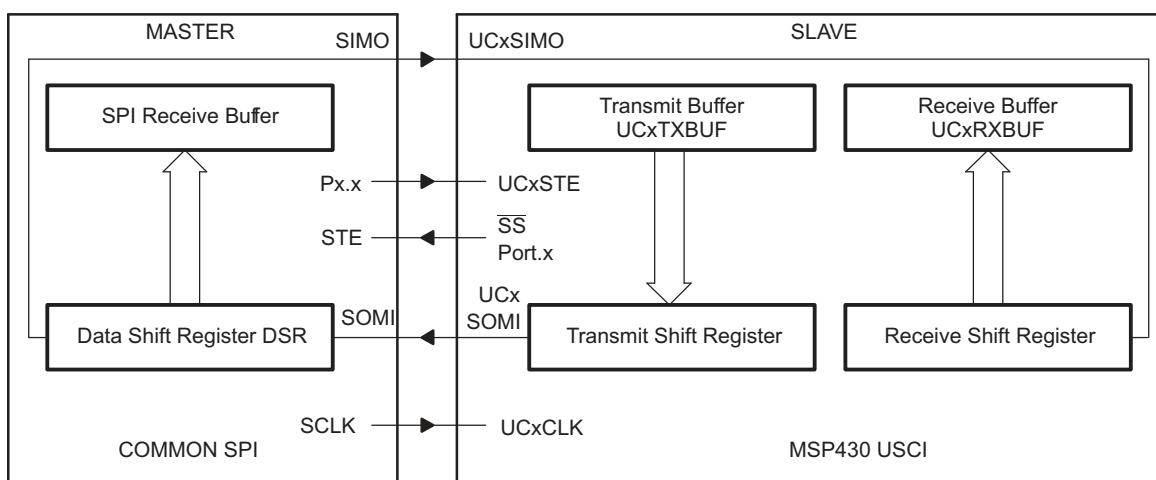 MASTER
SIMO
SPI Receive Buffer
Px.x
STE
SOMI
Data Shift Register DSR
SCLK
COMMON SPI
SLAVE
UCxSIMO
Transmit Buffer
UCxTXBUF
Receive Buffer
UCxRXBUF
UCxSTE
SS
Port.x
UCx
SOMI
Transmit Shift Register
Receive Shift Register
UCxCLK
MSP430 USCI